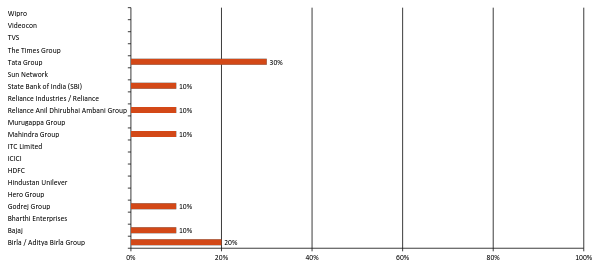 Wipro
Videocon
TVS
The Times Group
Tata Group 30%
Sun Network
State Bank of India (SBI) 10%
Reliance Industries / Reliance
Reliance Anil Dhirubhai Ambani Group 10%
Murugappa Group
Mahindra Group 10%
ITC Limited
ICICI
HDFC
Hindustan Unilever
Hero Group
Godrej Group 10%
Bharthi Enterprises
Bajaj 10%
Birla / Aditya Birla Group 20%
0% 20% 40% 60% 80% 100%